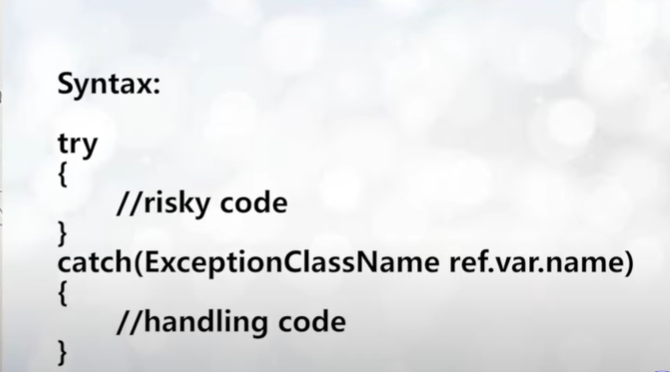 Syntax:
try
{
//risky code
}
catch(ExceptionClassName ref.var.name)
{
//handling code
}